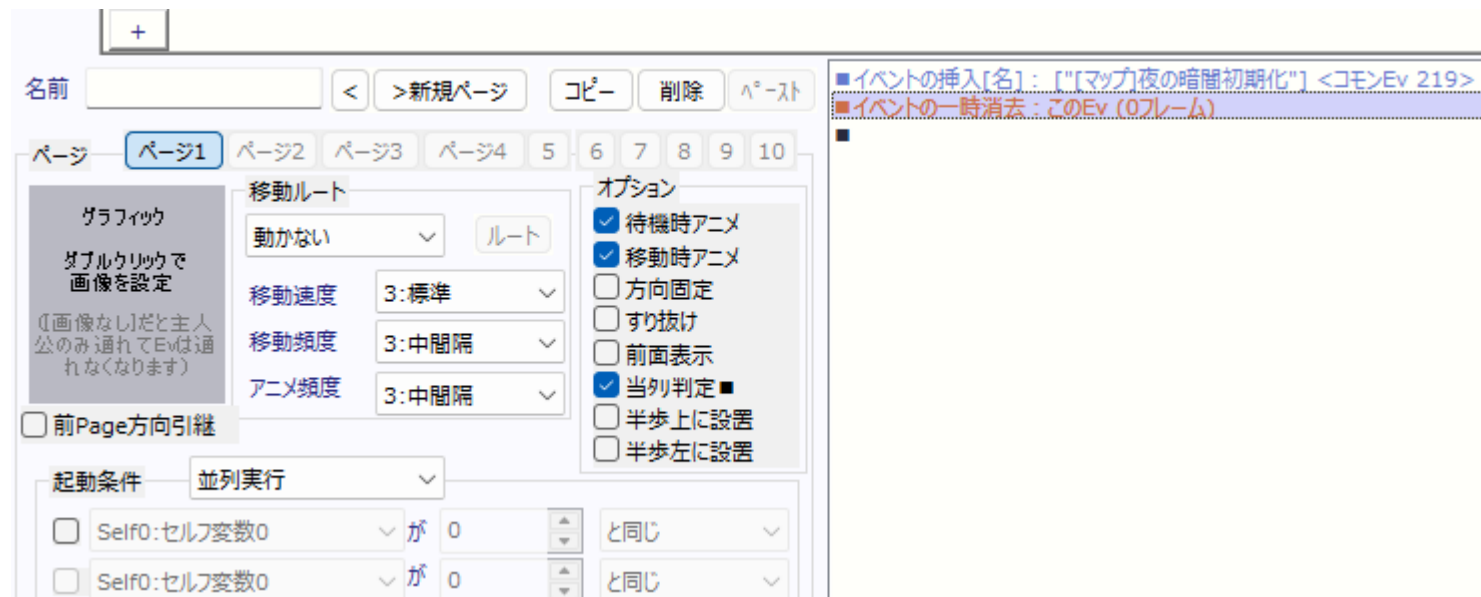 +
名前
<
>新規ページ
コピー
削除
ペースト
ページ
ページ1
ページ2
ページ3
ページ4
5
6
7
8
9
10
グラフィック
ダブルクリックで
画像を設定
([画像なし]だと主人
公のみ通れてEvは通
れなくなります)
移動ルート
動かない
ルート
移動速度
3:標準
移動頻度
3:中間隔
アニメ頻度
3:中間隔
オプション
待機時アニメ
移動時アニメ
方向固定
すり抜け
前面表示
当タリ判定■
半歩上に設置
半歩左に設置
前Page方向引継
起動条件
並列実行
Self0:セルフ変数0 が 0 と同じ
Self0:セルフ変数0 が 0 と同じ
■イベントの挿入[名]: ["[マップ]夜の暗闇初期化"] <コモンEv 219>
■イベントの一時消去:このEv (0フレーム)
■